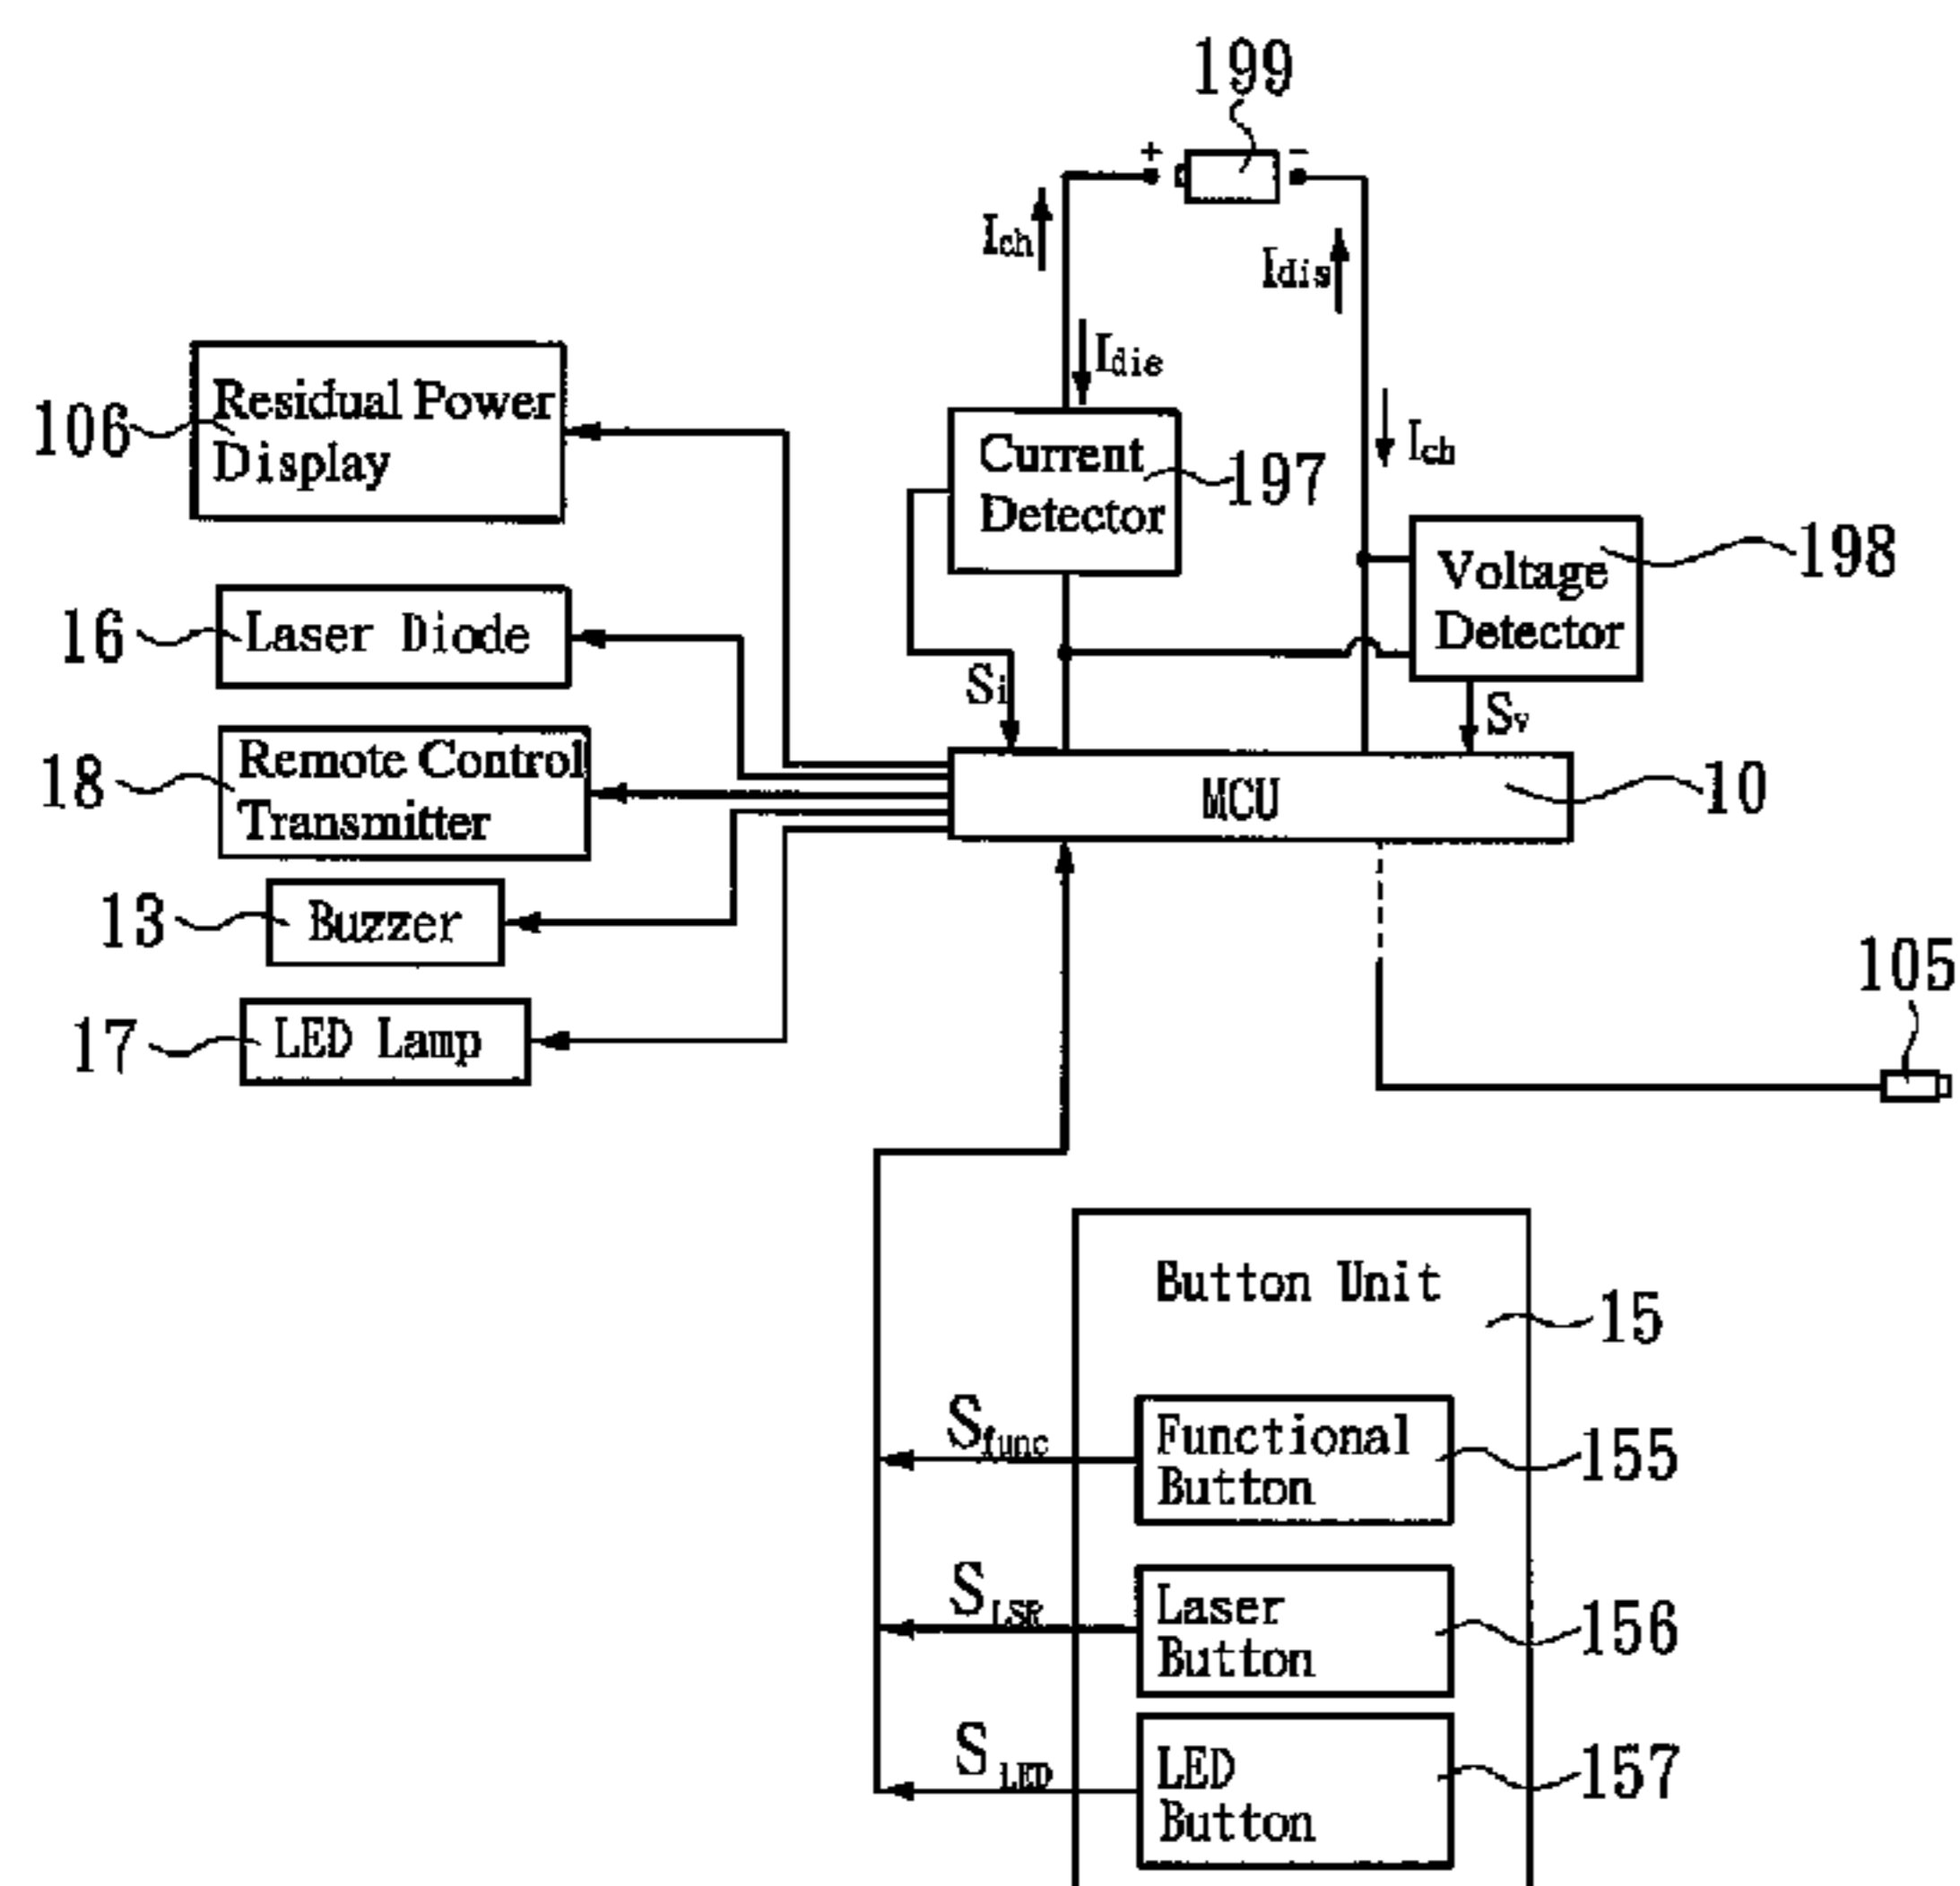 199
+
−
Ich
Idis
Idis
Ich
Residual Power
Display
106
Current
Detector
197
Voltage
Detector
198
Laser Diode
16
Si
Sv
Remote Control
Transmitter
18
MCU
10
Buzzer
13
105
LED Lamp
17
Button Unit
15
Sfunc
Functional
Button
155
SLSR
Laser
Button
156
SLED
LED
Button
157